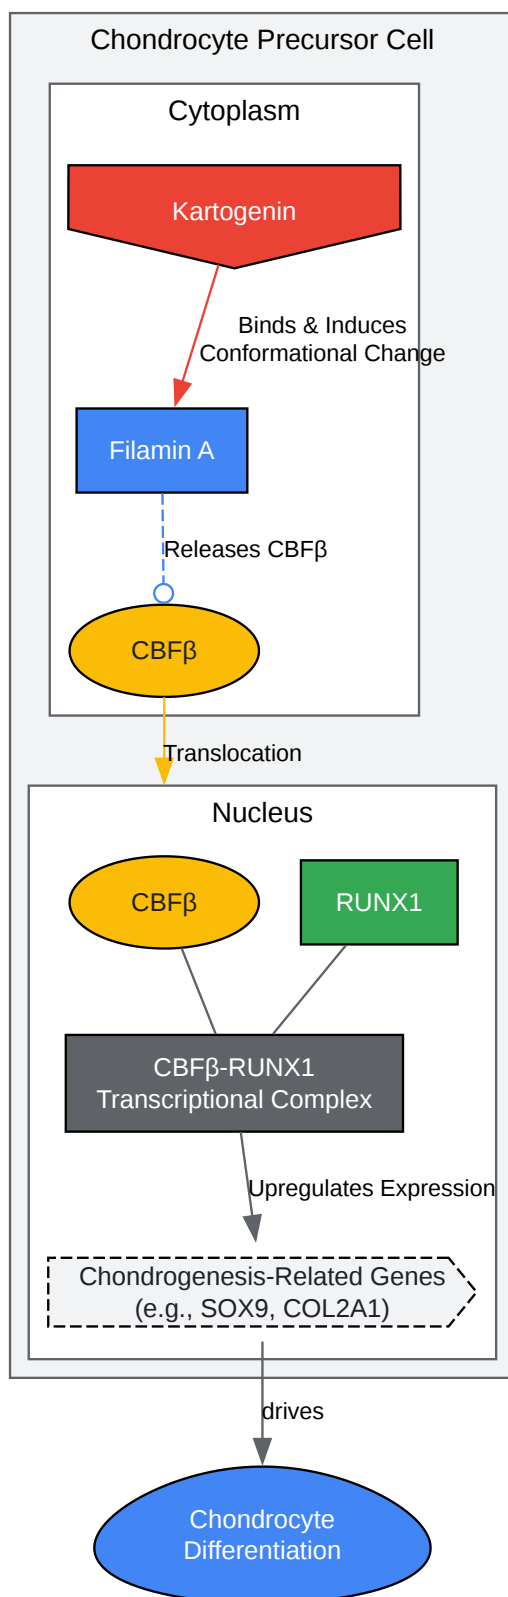 Chondrocyte Precursor Cell
Cytoplasm
Kartogenin
Binds & Induces
Conformational Change
Filamin A
Releases CBFβ
CBFβ
Translocation
Nucleus
CBFβ
RUNX1
CBFβ-RUNX1
Transcriptional Complex
Upregulates Expression
Chondrogenesis-Related Genes
(e.g., SOX9, COL2A1)
drives
Chondrocyte
Differentiation